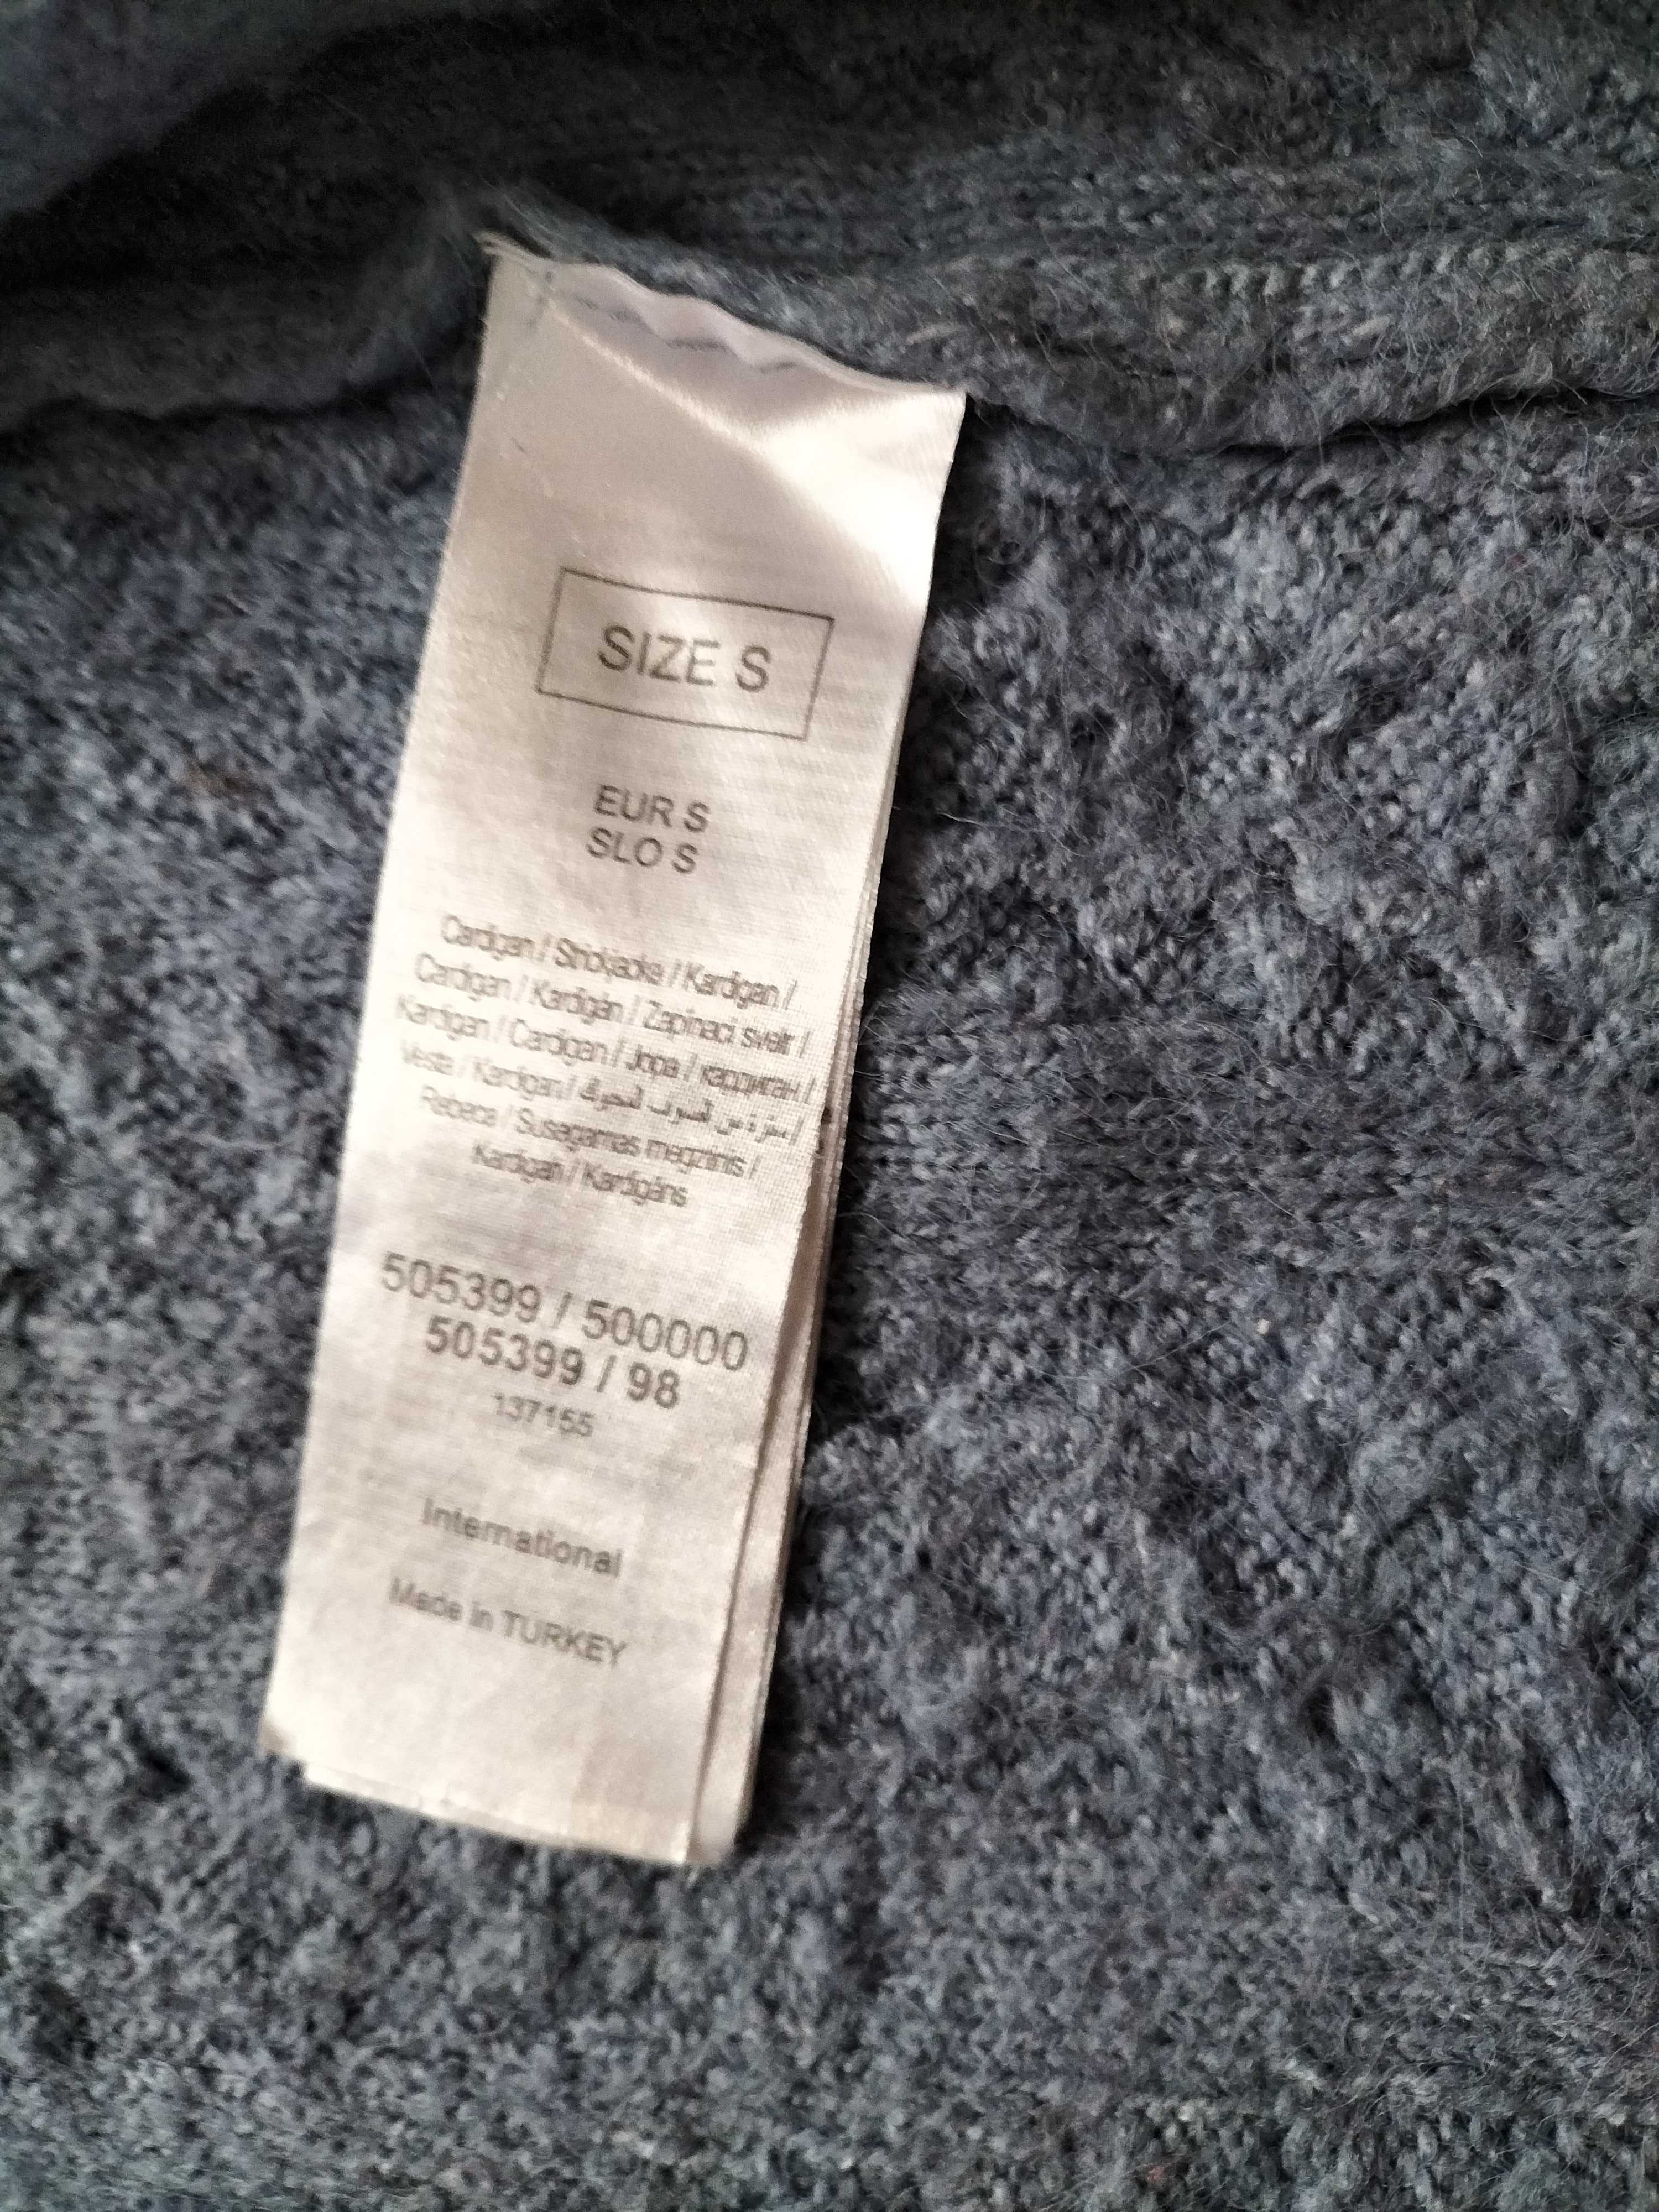 SIZE S
EUR S
SLO S
Cardigan / Strickjacke / Kardigan /
Cardigan / Kardigán / Zapínací svetr /
Kardigan / Cardigan / Jopa / кардиган /
Vesta / Kardigan /
Rebeca / Susegamas megztinis /
Kardigan / Kardigāns
505399 / 500000
505399 / 98
137155
International
Made in TURKEY